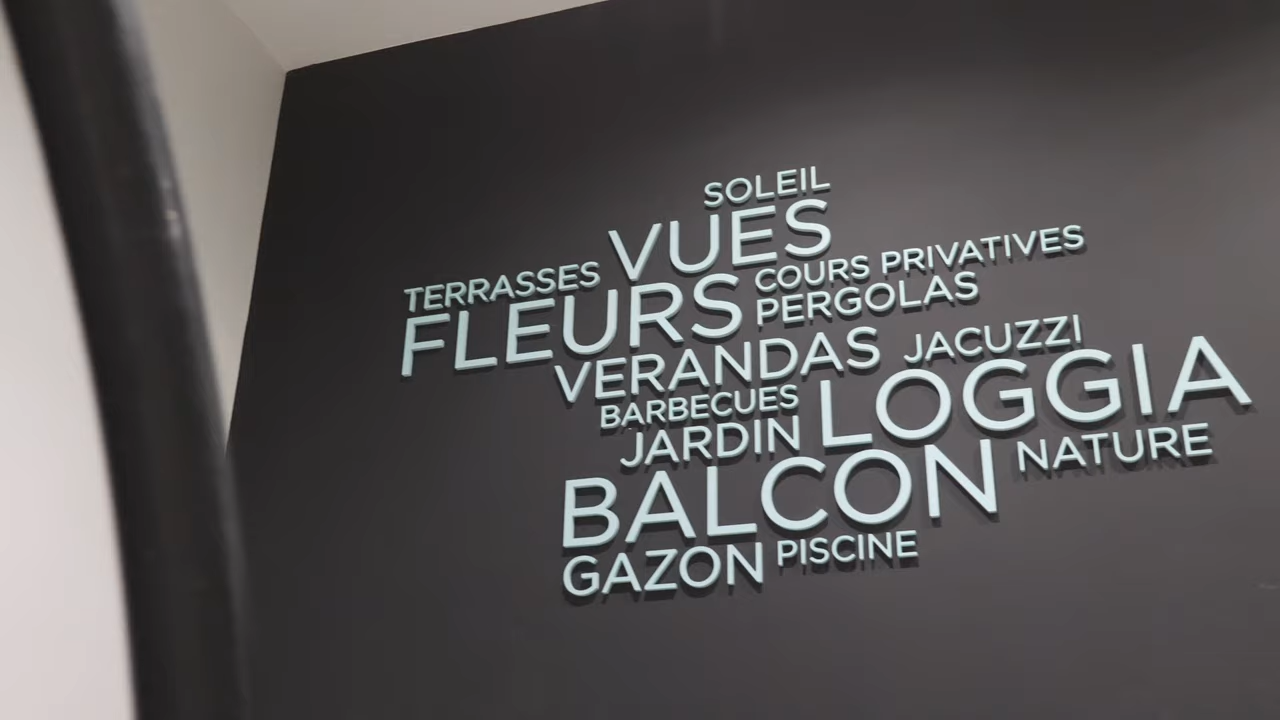 SOLEIL
VUES
TERRASSES
COURS PRIVATIVES
FLEURS
PERGOLAS
VERANDAS
JACUZZI
BARBECUES
LOGGIA
JARDIN
NATURE
BALCON
GAZON
PISCINE